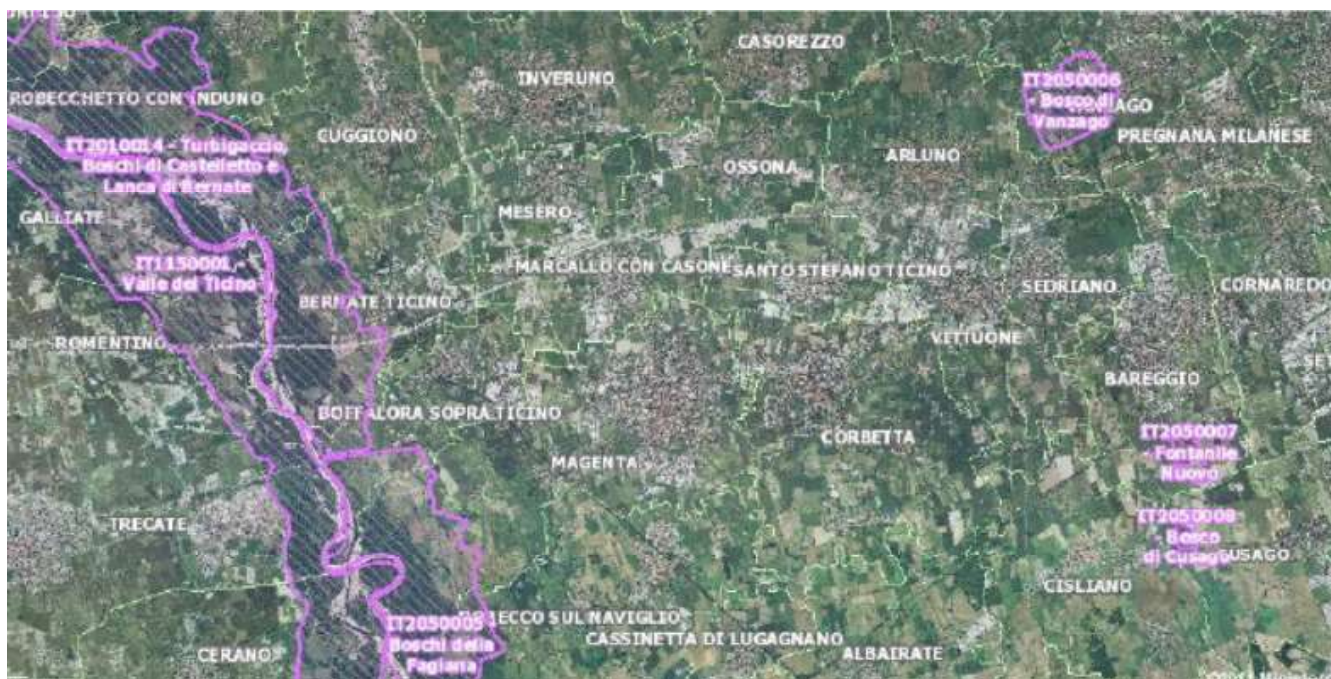 CASOREZZO
INVERUNO
IT2050006
- Bosco di
Vanzago
ROBECCHETTO CON INDUNO
CUGGIONO
PREGNANA MILANESE
IT2010014 - Turbigaccio,
Boschi di Castelletto e
Lanca di Bernate
OSSONA
ARLUNO
GALLIATE
MESERO
IT1150001 -
Valle del Ticino
MARCALLO CON CASONE
SANTO STEFANO TICINO
SEDRIANO
CORNAREDO
BERNATE TICINO
ROMENTINO
VITTUONE
BAREGGIO
BOFFALORA SOPRA TICINO
CORBETTA
MAGENTA
IT2050007
- Fontanile
Nuovo
TRECATE
IT2050008
- Bosco
di Cusago
CUSAGO
CISLIANO
IT2050005
Boschi della
Fagiana
ECCO SUL NAVIGLIO
CASSINETTA DI LUGAGNANO
CERANO
ALBAIRATE